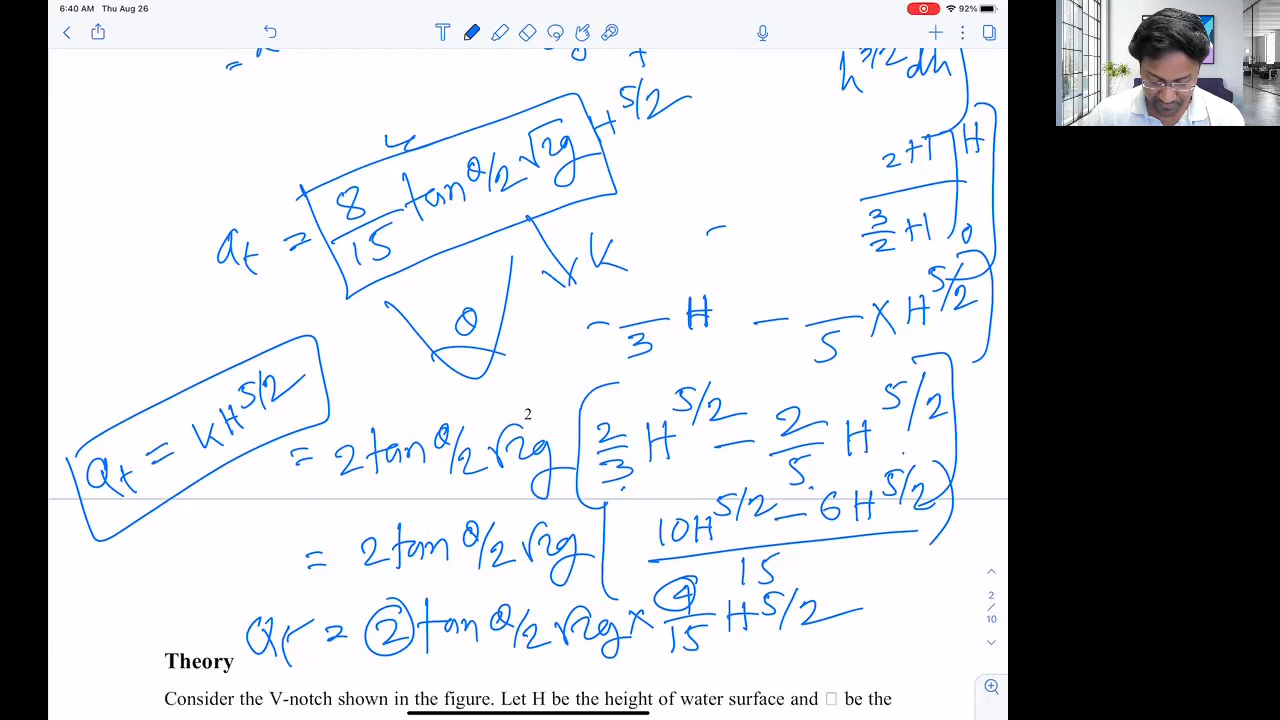 6:40 AM Thu Aug 26
92%
h^3/2 dh
Q_t = 8/15 tan θ/2 √2g H^5/2
2+1
3/2 +1
H
0
K
θ
3 H - 5 × H^5/2
Q_t = KH^5/2
2
= 2 tan θ/2 √2g [ 2/3 H^5/2 - 2/5 H^5/2 ]
= 2 tan θ/2 √2g [ 10H^5/2 - 6H^5/2 / 15 ]
Q_t = 2 tan θ/2 √2g × 4/15 H^5/2
2
/
10
Theory
Consider the V-notch shown in the figure. Let H be the height of water surface and □ be the